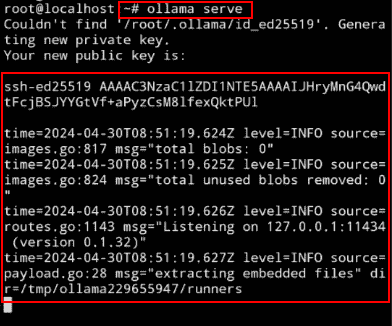 root@localhost ~# ollama serve
Couldn't find '/root/.ollama/id_ed25519'. Genera
ting new private key.
Your new public key is:
ssh-ed25519 AAAAC3NzaC1lZDI1NTE5AAAAIJHryMnG4Qwd
tFcjBSJYYGtVf+aPyzCsM8lfexQktPUl
time=2024-04-30T08:51:19.624Z level=INFO source=
images.go:817 msg="total blobs: 0"
time=2024-04-30T08:51:19.625Z level=INFO source=
images.go:824 msg="total unused blobs removed: 0
"
time=2024-04-30T08:51:19.626Z level=INFO source=
routes.go:1143 msg="Listening on 127.0.0.1:11434
 (version 0.1.32)"
time=2024-04-30T08:51:19.627Z level=INFO source=
payload.go:28 msg="extracting embedded files" di
r=/tmp/ollama229655947/runners